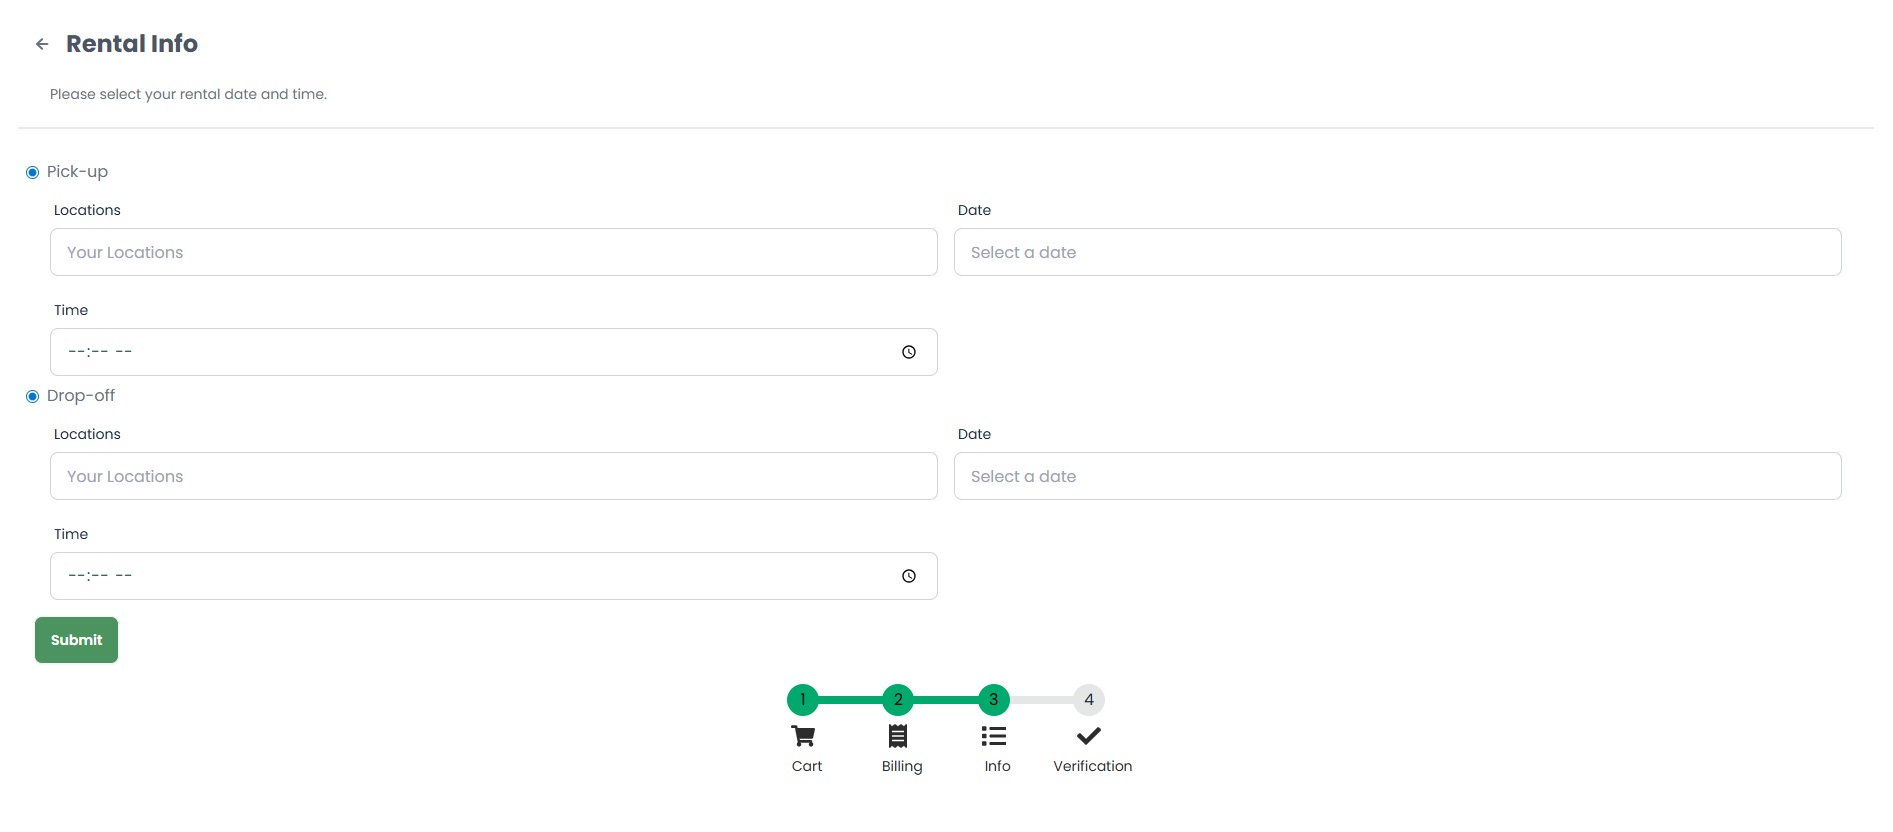 Rental Info
Please select your rental date and time.
Pick-up
Locations
Date
Your Locations
Select a date
Time
--:-- --
Drop-off
Locations
Date
Your Locations
Select a date
Time
--:-- --
Submit
1 2 3 4
Cart Billing Info Verification